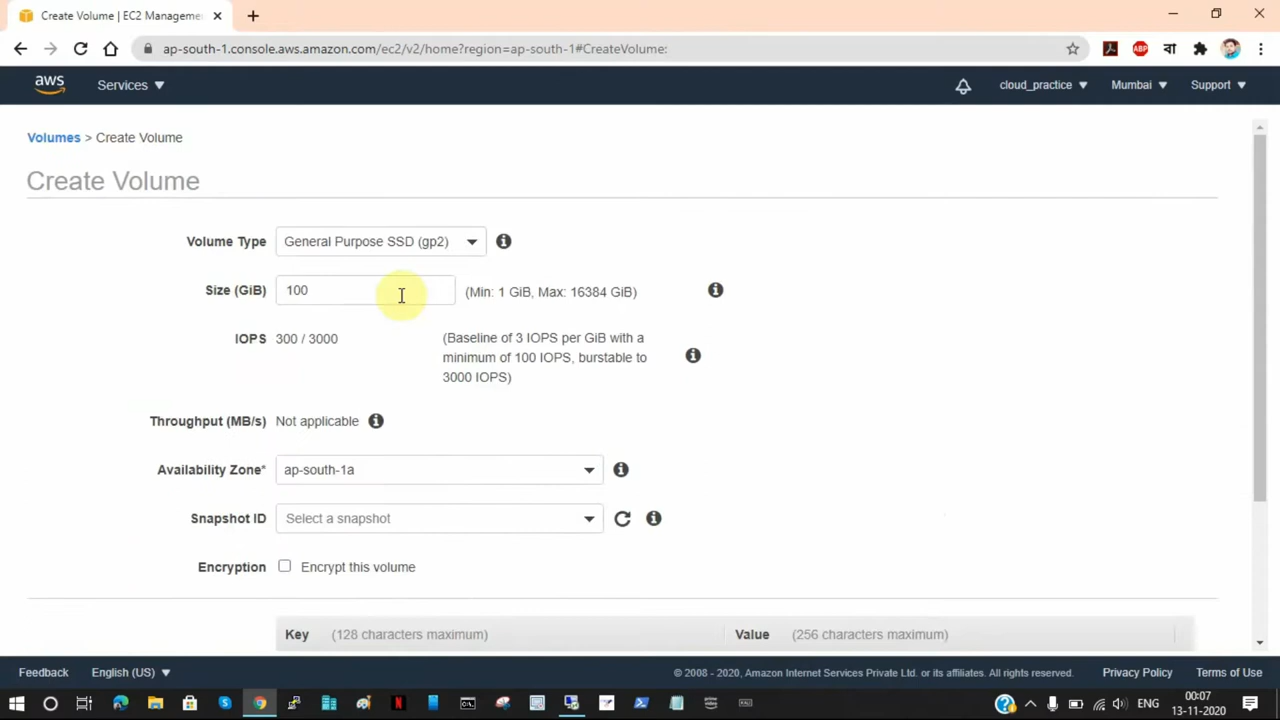 Create Volume | EC2 Manageme
ap-south-1.console.aws.amazon.com/ec2/v2/home?region=ap-south-1#CreateVolume:
ABP
বা
aws
Services
cloud_practice
Mumbai
Support
Volumes > Create Volume
Create Volume
Volume Type
General Purpose SSD (gp2)
Size (GiB)
100
(Min: 1 GiB, Max: 16384 GiB)
IOPS
300 / 3000
(Baseline of 3 IOPS per GiB with a
minimum of 100 IOPS, burstable to
3000 IOPS)
Throughput (MB/s)
Not applicable
Availability Zone*
ap-south-1a
Snapshot ID
Select a snapshot
Encryption
Encrypt this volume
Key
(128 characters maximum)
Value
(256 characters maximum)
Feedback
English (US)
© 2008 - 2020, Amazon Internet Services Private Ltd. or its affiliates. All rights reserved.
Privacy Policy
Terms of Use
ENG
00:07
13-11-2020